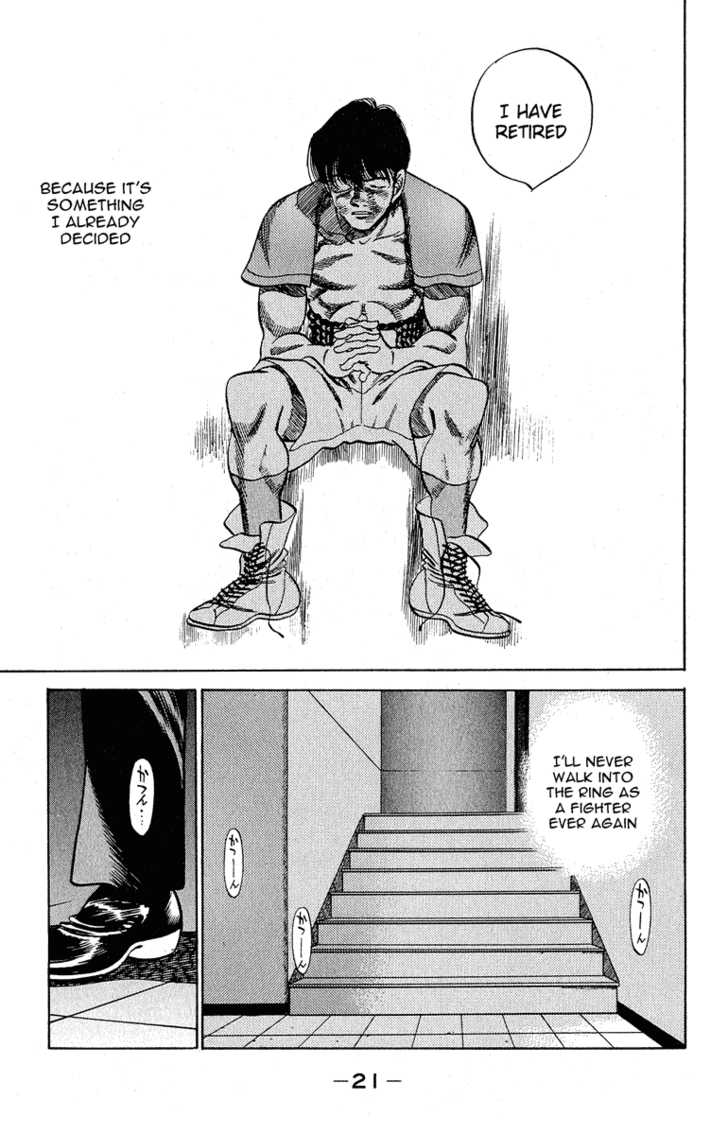 I HAVE
RETIRED
BECAUSE IT'S
SOMETHING
I ALREADY
DECIDED
I'LL NEVER
WALK INTO
THE RING AS
A FIGHTER
EVER AGAIN
かつーん
かつーん
かつーん
かつん…
-21-